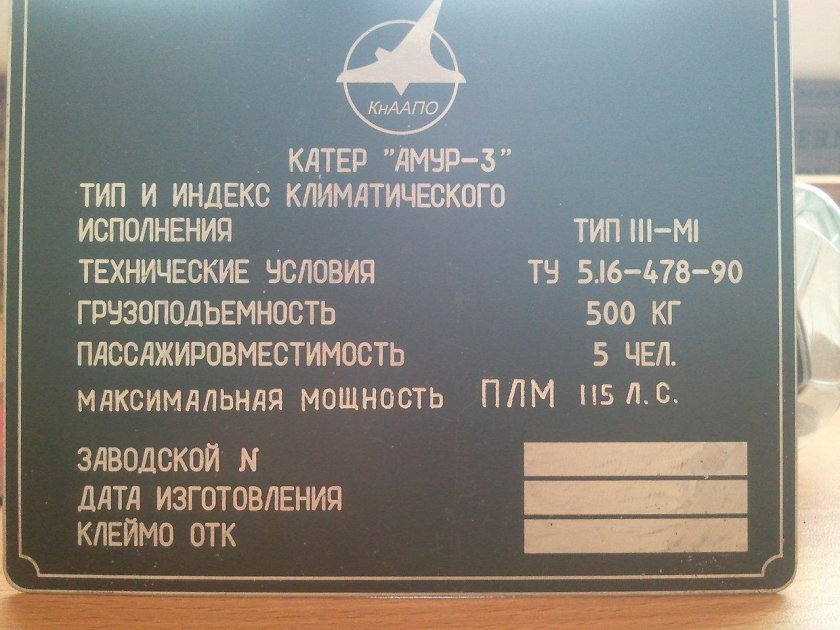 КнААПО
КАТЕР "АМУР-3"
ТИП И ИНДЕКС КЛИМАТИЧЕСКОГО
ИСПОЛНЕНИЯ ТИП III-М1
ТЕХНИЧЕСКИЕ УСЛОВИЯ ТУ 5.16-478-90
ГРУЗОПОДЪЕМНОСТЬ 500 КГ
ПАССАЖИРОВМЕСТИМОСТЬ 5 ЧЕЛ.
МАКСИМАЛЬНАЯ МОЩНОСТЬ ПЛМ 115 Л.С.
ЗАВОДСКОЙ N
ДАТА ИЗГОТОВЛЕНИЯ
КЛЕЙМО ОТК